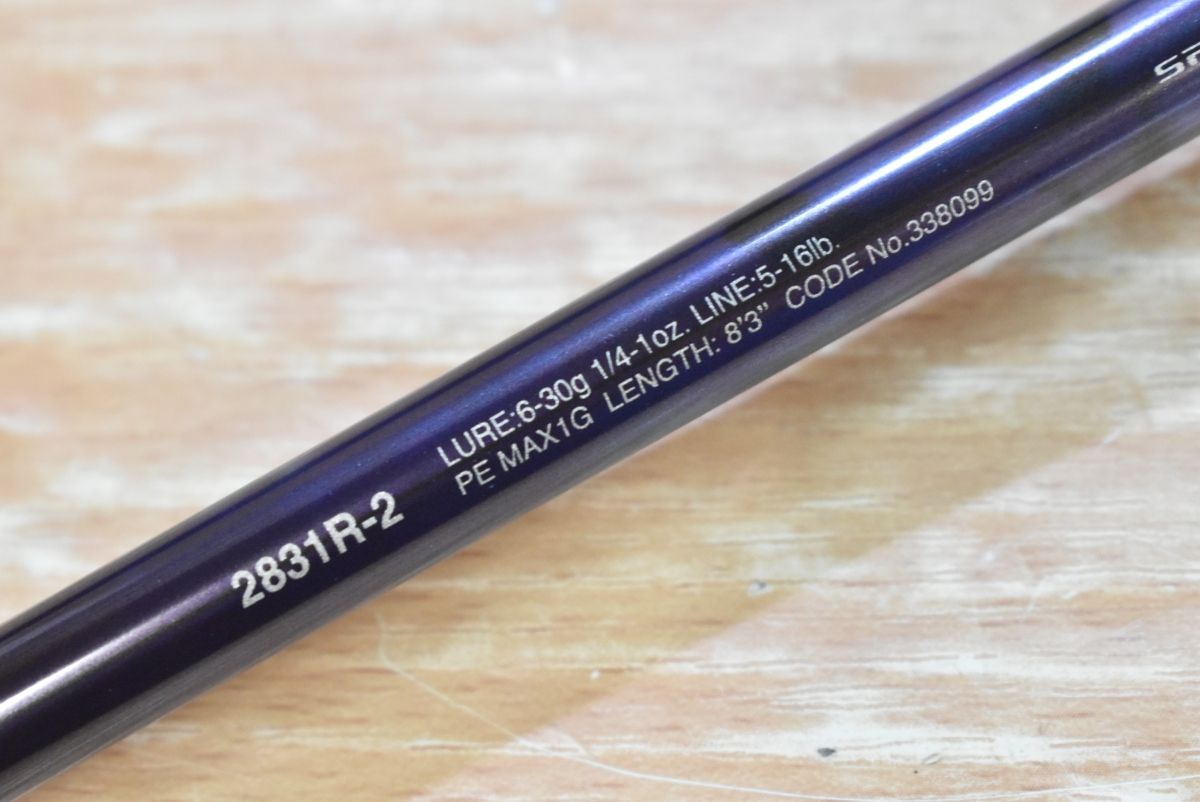 2831R-2
LURE:6-30g 1/4-1oz. LINE:5-16lb.
PE MAX1G LENGTH: 8'3" CODE No.338099